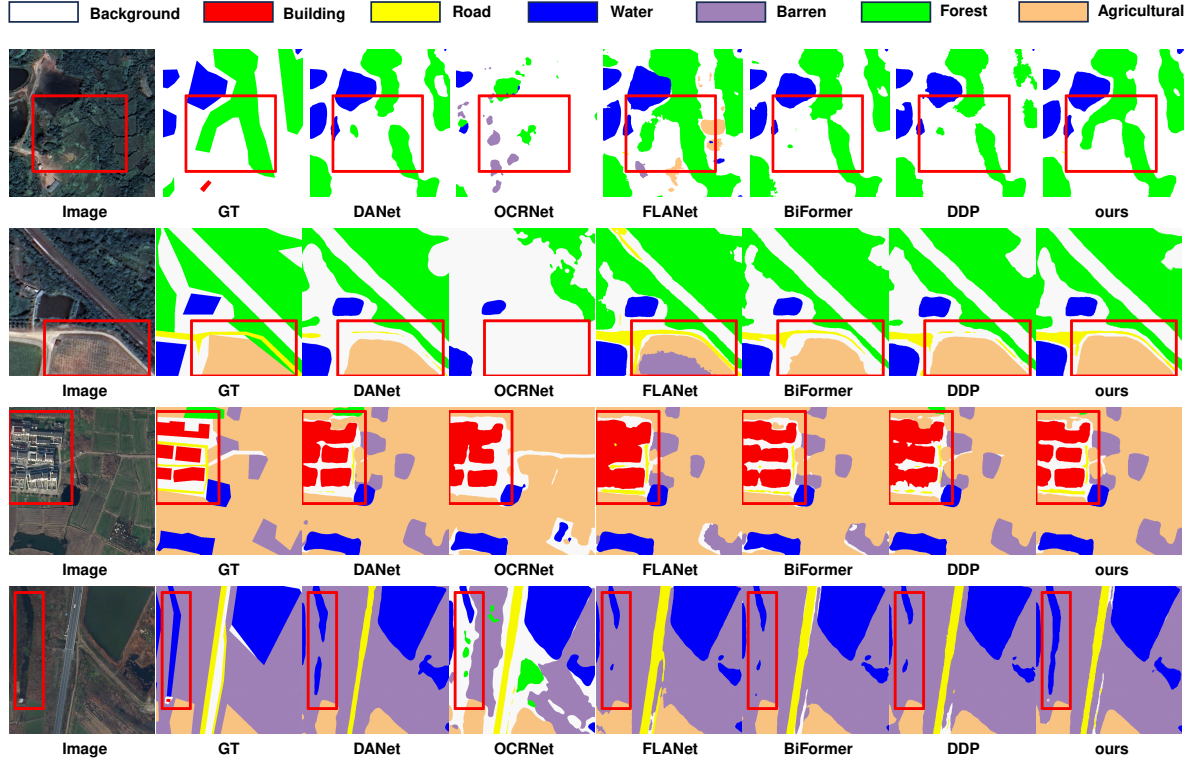 Background Building Road Water Barren Forest Agricultural
Image GT DANet OCRNet FLANet BiFormer DDP ours
Image GT DANet OCRNet FLANet BiFormer DDP ours
Image GT DANet OCRNet FLANet BiFormer DDP ours
Image GT DANet OCRNet FLANet BiFormer DDP ours